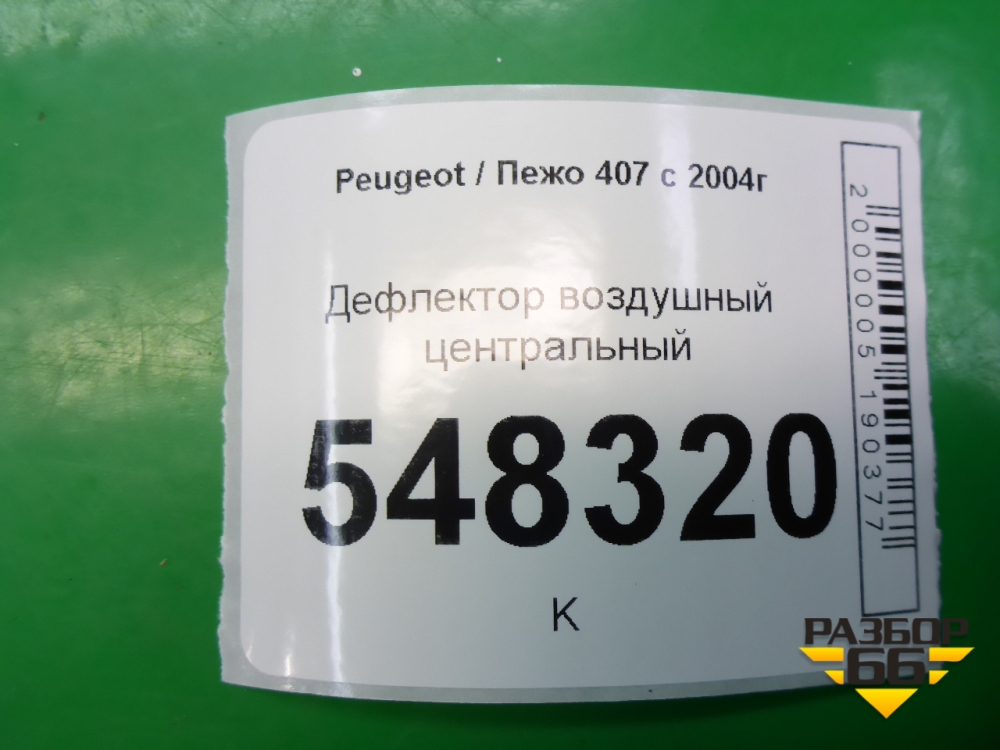 Peugeot / Пежо 407 с 2004г
Дефлектор воздушный
центральный
548320
К
2000005190377
РАЗБОР
66